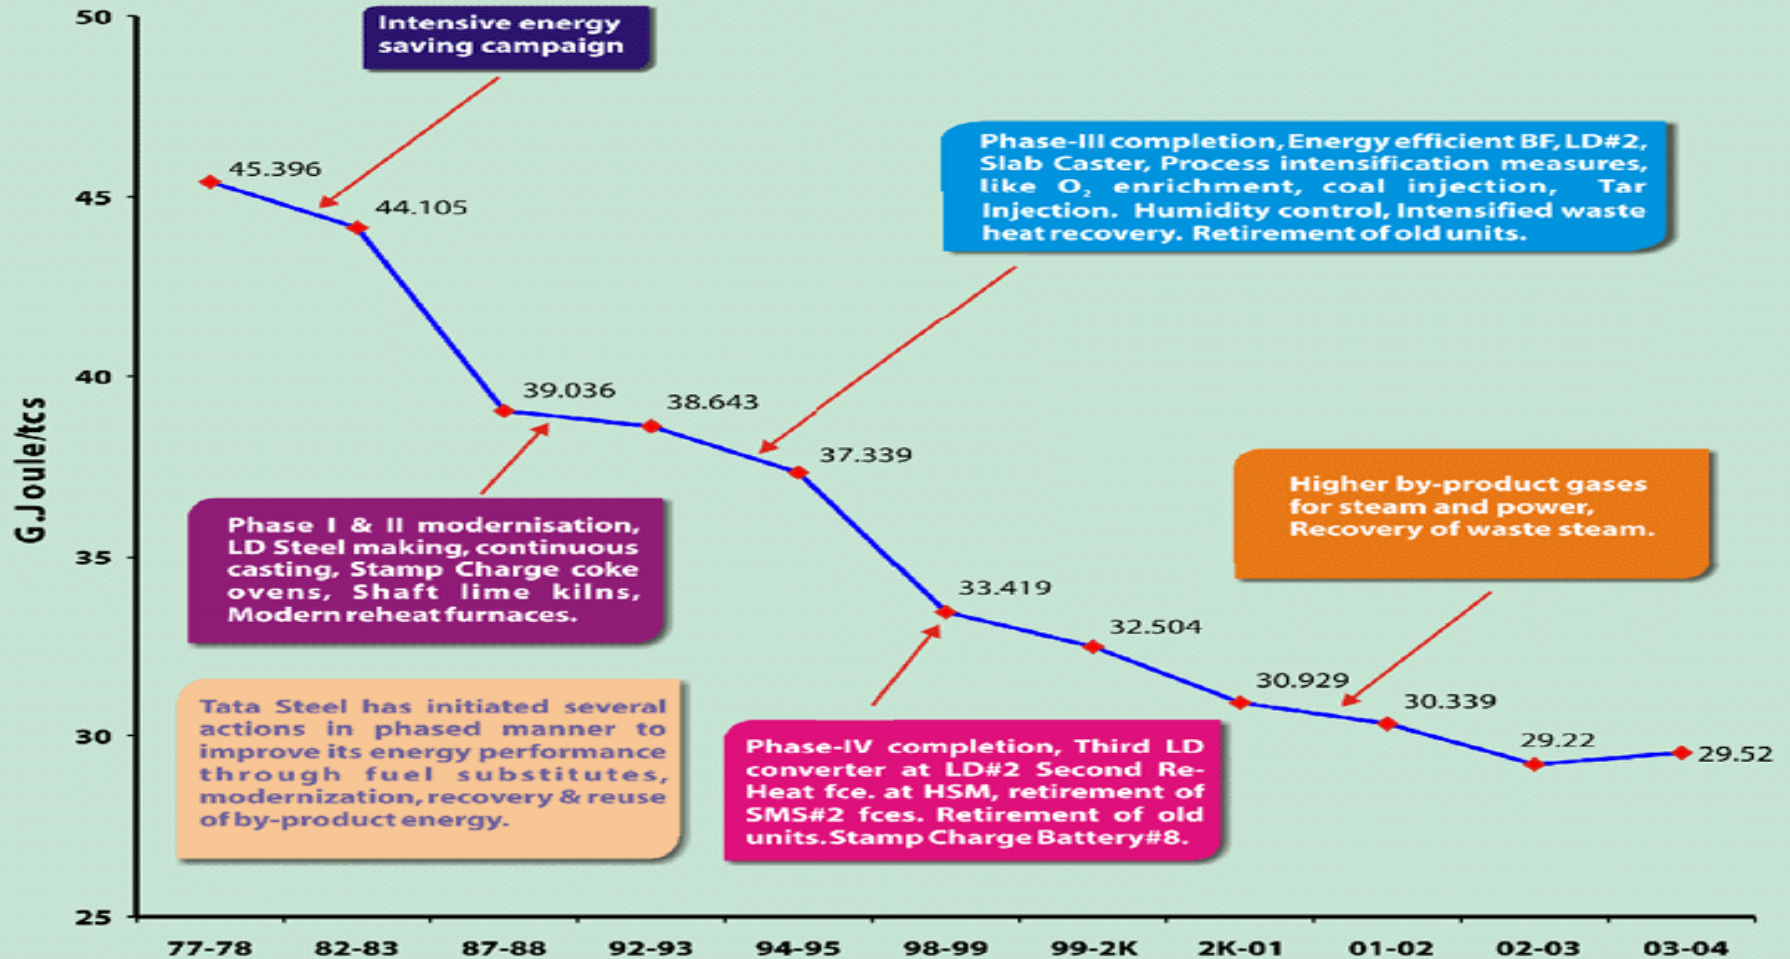 50
Intensive energy
saving campaign
45.396
45
44.105
Phase-III completion, Energy efficient BF, LD#2,
Slab Caster, Process intensification measures,
like O₂ enrichment, coal injection, Tar
Injection. Humidity control, Intensified waste
heat recovery. Retirement of old units.
40
39.036
38.643
37.339
G.Joule/tcs
Phase I & II modernisation,
LD Steel making, continuous
casting, Stamp Charge coke
ovens, Shaft lime kilns,
Modern reheat furnaces.
Higher by-product gases
for steam and power,
Recovery of waste steam.
35
33.419
32.504
30.929
30.339
29.22
29.52
30
Tata Steel has initiated several
actions in phased manner to
improve its energy performance
through fuel substitutes,
modernization, recovery & reuse
of by-product energy.
Phase-IV completion, Third LD
converter at LD#2 Second Re-
Heat fce. at HSM, retirement of
SMS#2 fces. Retirement of old
units. Stamp Charge Battery#8.
25
77-78 82-83 87-88 92-93 94-95 98-99 99-2K 2K-01 01-02 02-03 03-04